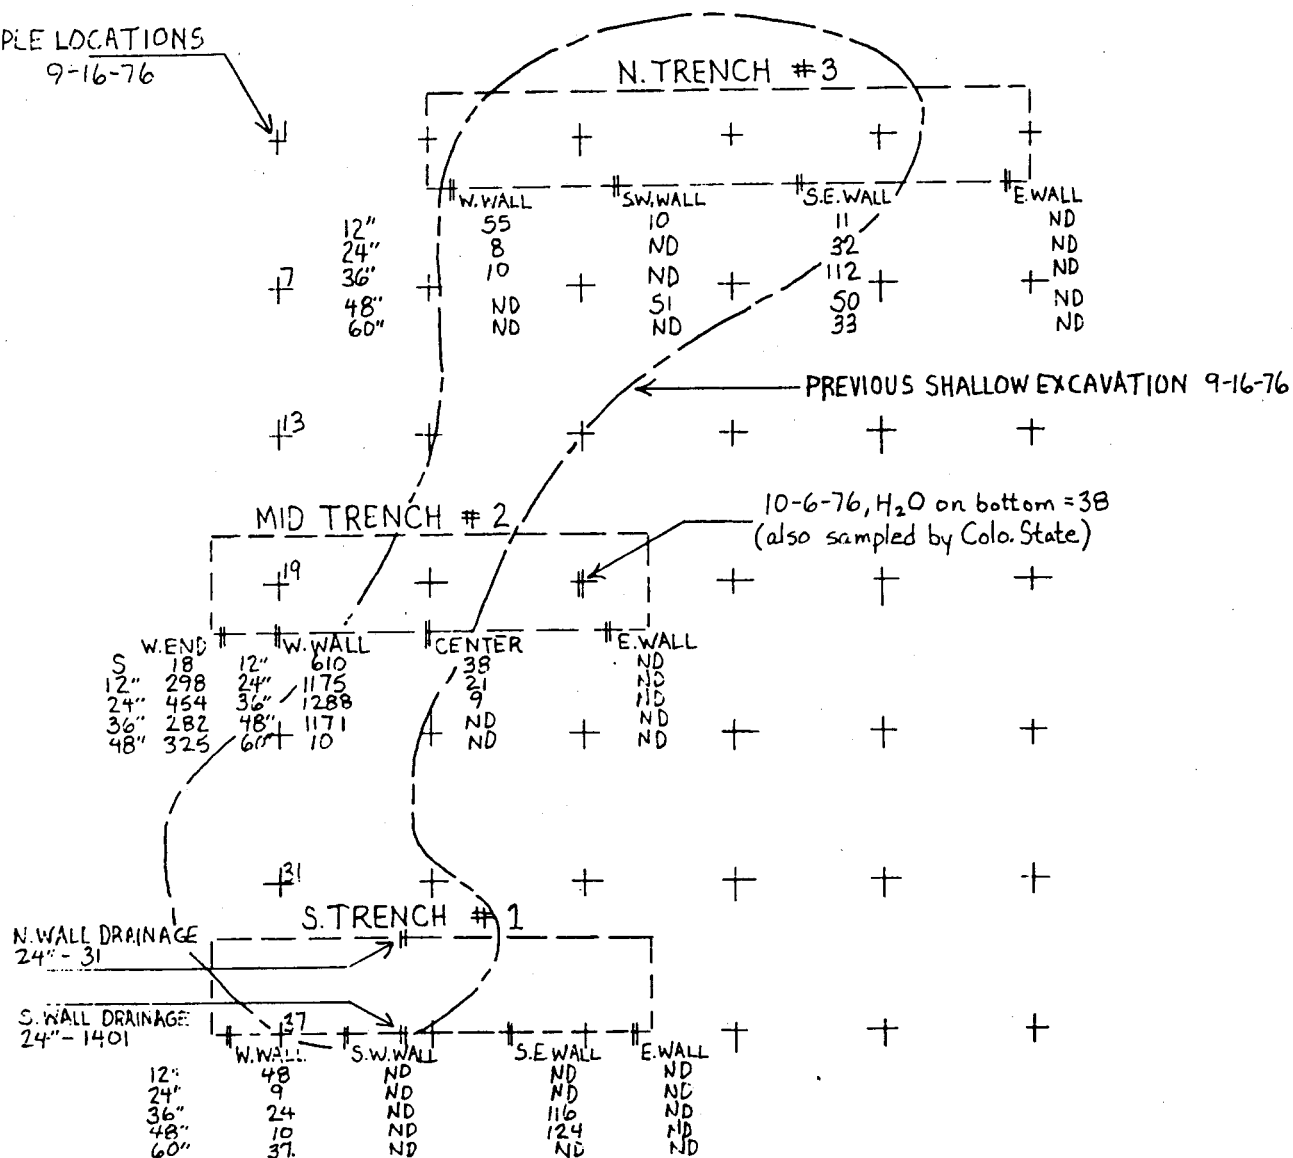 PLE LOCATIONS
9-16-76
1
N. TRENCH #3
W. WALL S.W. WALL S.E. WALL E. WALL
12" 55 10 11 ND
24" 8 ND 32 ND
7 36" 10 ND 112 ND
48" ND 51 50 ND
60" ND ND 33 ND
PREVIOUS SHALLOW EXCAVATION 9-16-76
13
10-6-76, H₂O on bottom = 38
(also sampled by Colo. State)
MID TRENCH #2
19
W. END W. WALL CENTER E. WALL
S 18 12" 610 38 ND
12" 298 24" 1175 21 ND
24" 454 36" 1288 9 ND
36" 282 48" 1171 ND ND
48" 325 60" 10 ND ND
31
S. TRENCH #1
N. WALL DRAINAGE
24" - 31
S. WALL DRAINAGE
24" - 1401
37
W. WALL S.W. WALL S.E WALL E. WALL
12" 48 ND ND ND
24" 9 ND ND ND
36" 24 ND 116 ND
48" 10 ND 124 ND
60" 37. ND ND ND